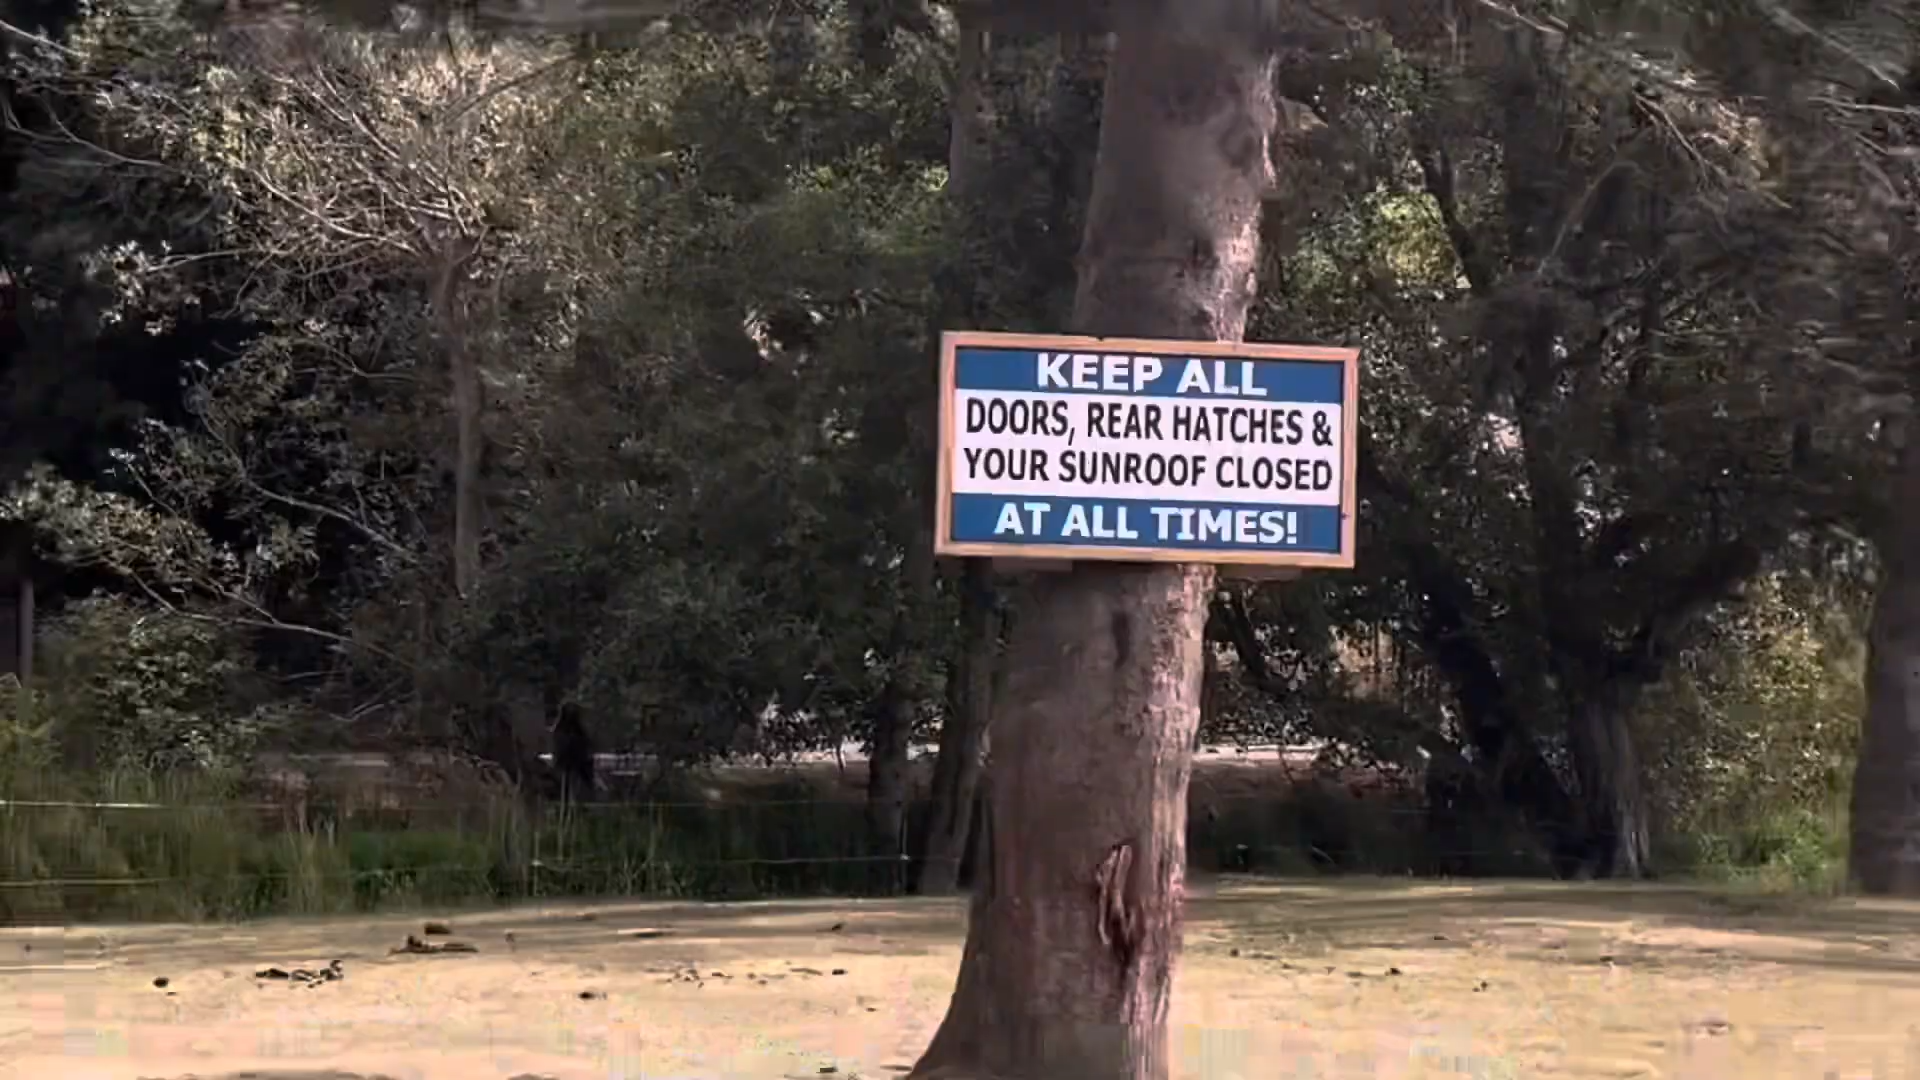 KEEP ALL
DOORS, REAR HATCHES &
YOUR SUNROOF CLOSED
AT ALL TIMES!